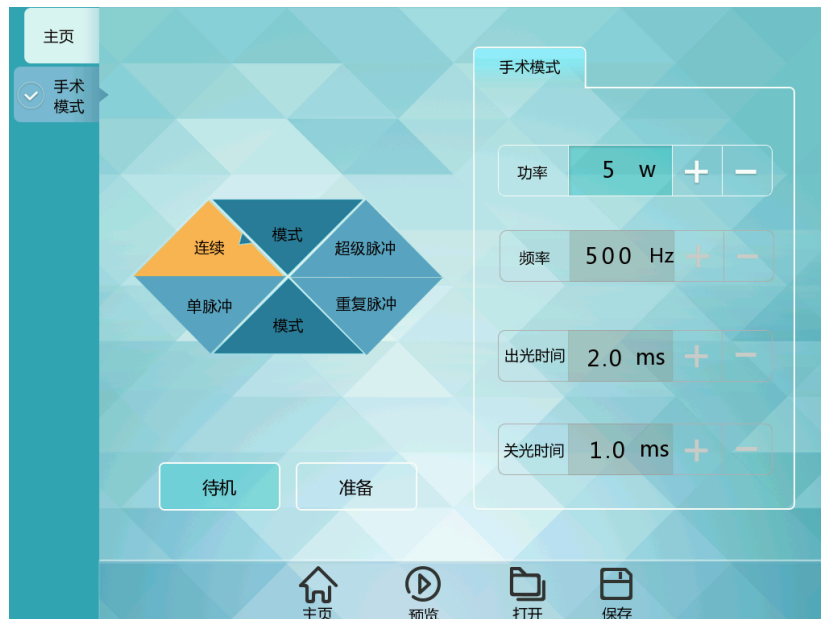 主页
手术
模式
手术模式
功率 5 w + −
模式
连续
超级脉冲
频率 500 Hz + −
单脉冲
重复脉冲
模式
出光时间 2.0 ms + −
关光时间 1.0 ms + −
待机
准备
主页
预览
打开
保存